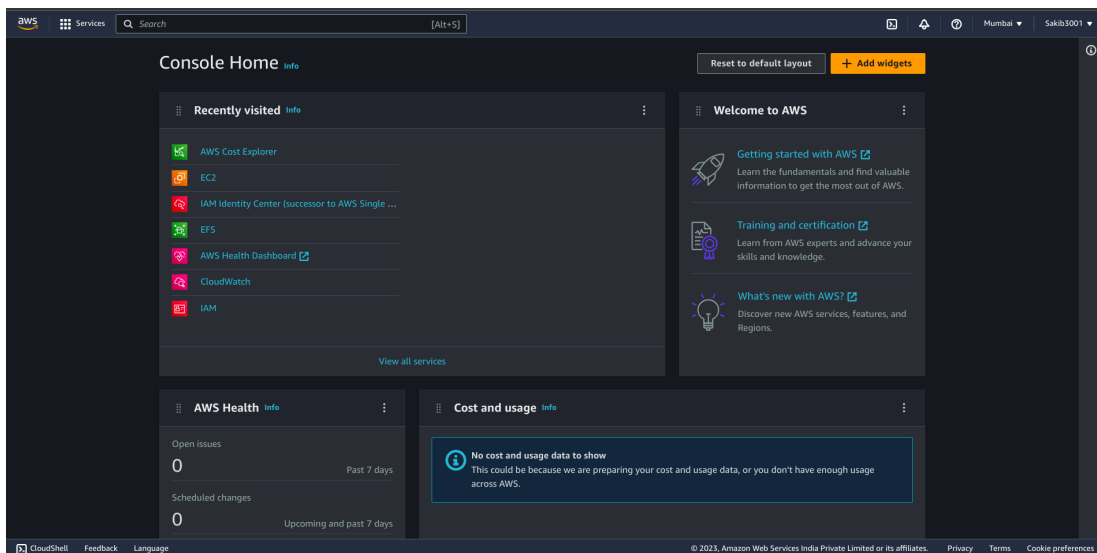 aws
Services
Search
[Alt+S]
Mumbai
Sakib3001
Console Home Info
Reset to default layout
+ Add widgets
Recently visited Info
AWS Cost Explorer
EC2
IAM Identity Center (successor to AWS Single ...
EFS
AWS Health Dashboard
CloudWatch
IAM
View all services
Welcome to AWS
Getting started with AWS
Learn the fundamentals and find valuable
information to get the most out of AWS.
Training and certification
Learn from AWS experts and advance your
skills and knowledge.
What's new with AWS?
Discover new AWS services, features, and
Regions.
AWS Health Info
Open issues
0
Past 7 days
Scheduled changes
0
Upcoming and past 7 days
Cost and usage Info
No cost and usage data to show
This could be because we are preparing your cost and usage data, or you don't have enough usage
across AWS.
CloudShell
Feedback
Language
© 2023, Amazon Web Services India Private Limited or its affiliates.
Privacy
Terms
Cookie preferences